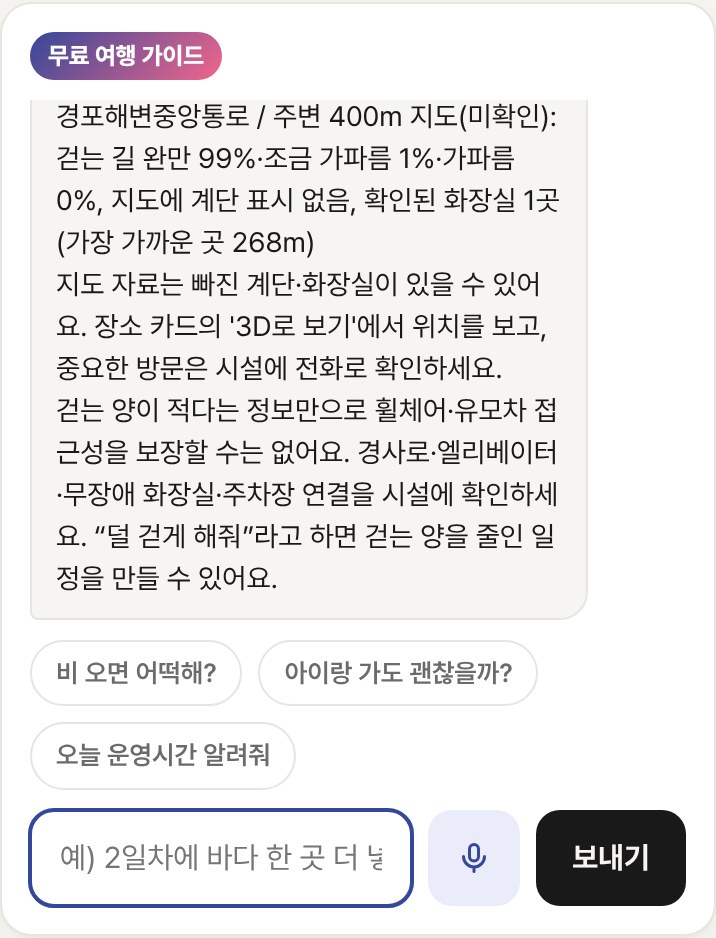 무료 여행 가이드
경포해변중앙통로 / 주변 400m 지도(미확인):
걷는 길 완만 99%·조금 가파름 1%·가파름
0%, 지도에 계단 표시 없음, 확인된 화장실 1곳
(가장 가까운 곳 268m)
지도 자료는 빠진 계단·화장실이 있을 수 있어
요. 장소 카드의 '3D로 보기'에서 위치를 보고,
중요한 방문은 시설에 전화로 확인하세요.
걷는 양이 적다는 정보만으로 휠체어·유모차 접
근성을 보장할 수는 없어요. 경사로·엘리베이터
·무장애 화장실·주차장 연결을 시설에 확인하세
요. “덜 걷게 해줘”라고 하면 걷는 양을 줄인 일
정을 만들 수 있어요.
비 오면 어떡해?
아이랑 가도 괜찮을까?
오늘 운영시간 알려줘
예) 2일차에 바다 한 곳 더
보내기